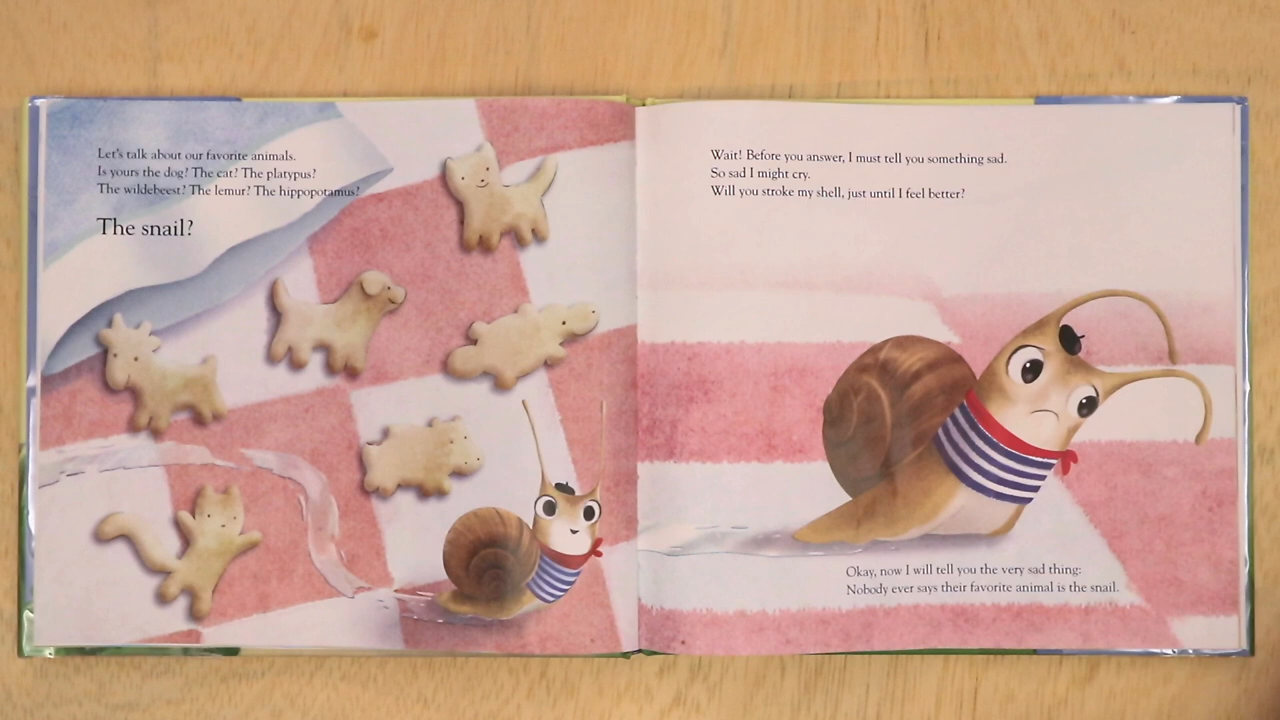 Let's talk about our favorite animals.
Is yours the dog? The cat? The platypus?
The wildebeest? The lemur? The hippopotamus?
The snail?
Wait! Before you answer, I must tell you something sad.
So sad I might cry.
Will you stroke my shell, just until I feel better?
Okay, now I will tell you the very sad thing:
Nobody ever says their favorite animal is the snail.